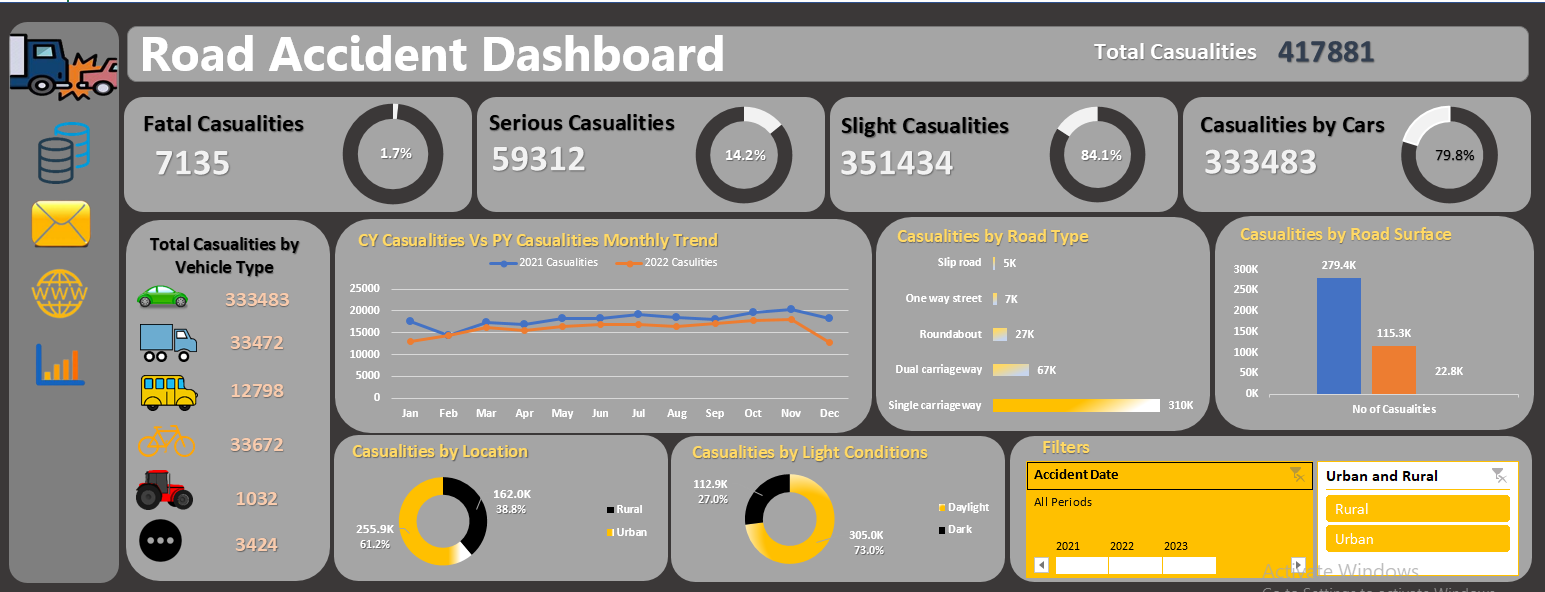 Road Accident Dashboard
Total Casualities 417881
Fatal Casualities
7135
1.7%
Serious Casualities
59312
14.2%
Slight Casualities
351434
84.1%
Casualities by Cars
333483
79.8%
Total Casualities by
Vehicle Type
333483
33472
12798
33672
1032
3424
WWW
CY Casualities Vs PY Casualities Monthly Trend
2021 Casualities 2022 Casulities
25000
20000
15000
10000
5000
0
Jan Feb Mar Apr May Jun Jul Aug Sep Oct Nov Dec
Casualities by Road Type
Slip road 5K
One way street 7K
Roundabout 27K
Dual carriageway 67K
Single carriageway 310K
Casualities by Road Surface
300K
250K
200K
150K
100K
50K
0K
279.4K
115.3K
22.8K
No of Casualities
Casualities by Location
162.0K
38.8%
255.9K
61.2%
Rural
Urban
Casualities by Light Conditions
112.9K
27.0%
305.0K
73.0%
Daylight
Dark
Filters
Accident Date
All Periods
2021 2022 2023
Urban and Rural
Rural
Urban
Activate Windows
Go to Settings to activate Windows.